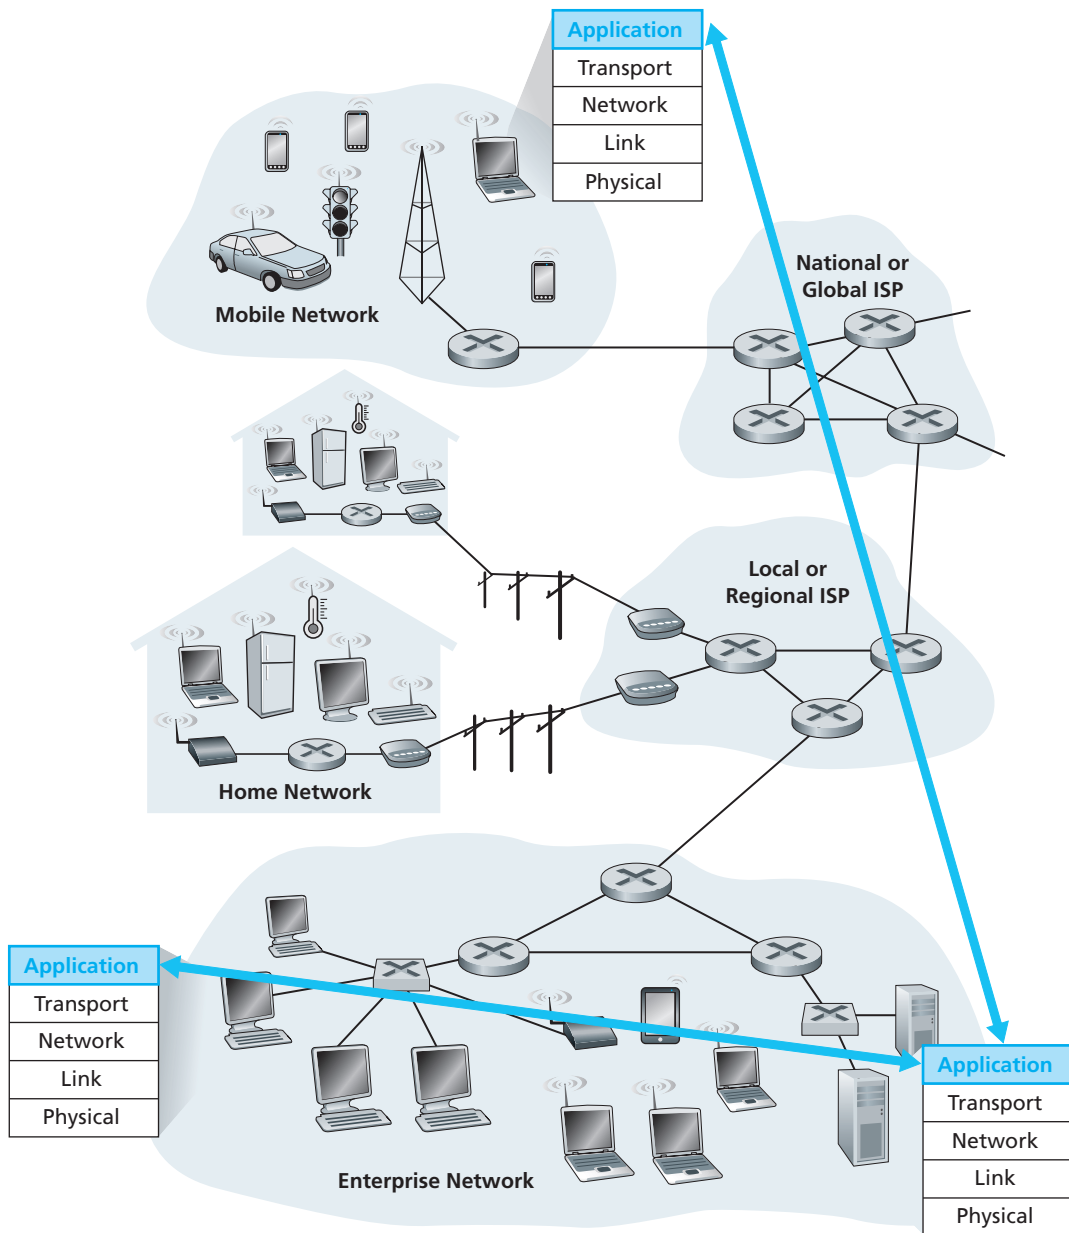 Application
Transport
Network
Link
Physical
National or
Global ISP
Mobile Network
Local or
Regional ISP
Home Network
Application
Transport
Network
Link
Physical
Application
Transport
Network
Link
Physical
Enterprise Network